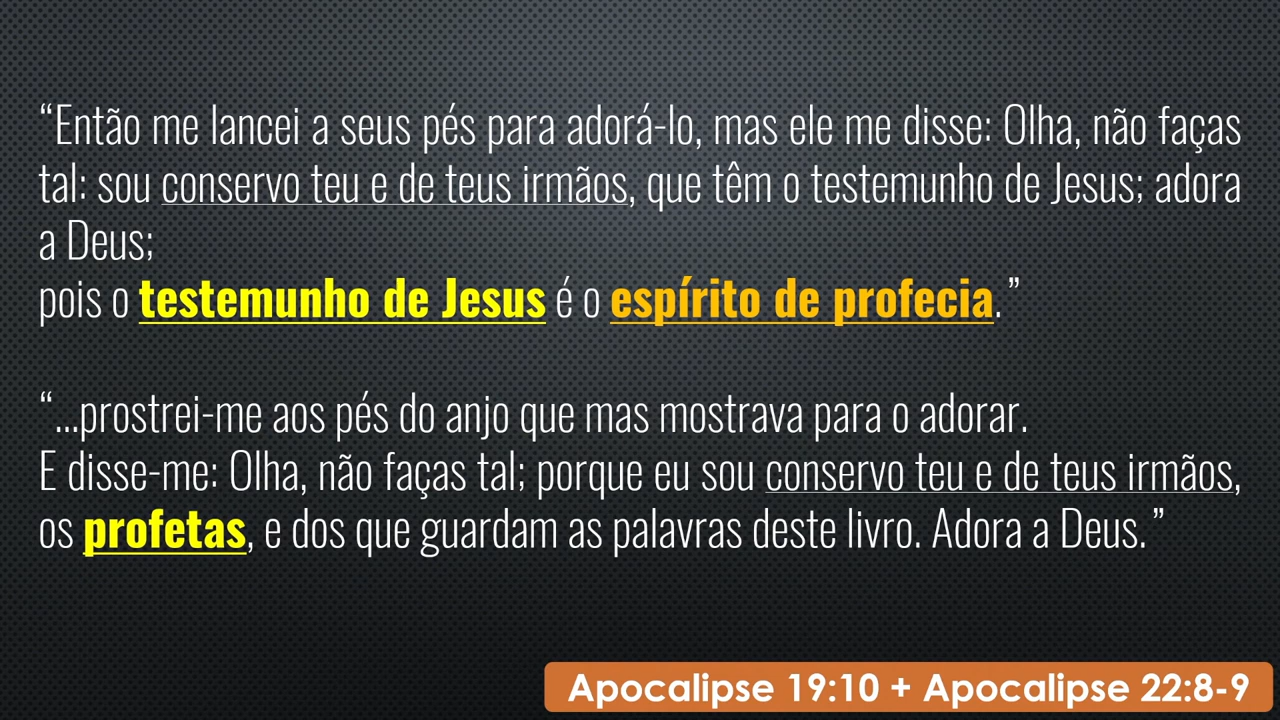 “Então me lancei a seus pés para adorá-lo, mas ele me disse: Olha, não faças
tal: sou conservo teu e de teus irmãos, que têm o testemunho de Jesus; adora
a Deus;
pois o testemunho de Jesus é o espírito de profecia.”
“...prostrei-me aos pés do anjo que mas mostrava para o adorar.
E disse-me: Olha, não faças tal; porque eu sou conservo teu e de teus irmãos,
os profetas, e dos que guardam as palavras deste livro. Adora a Deus.”
Apocalipse 19:10 + Apocalipse 22:8-9